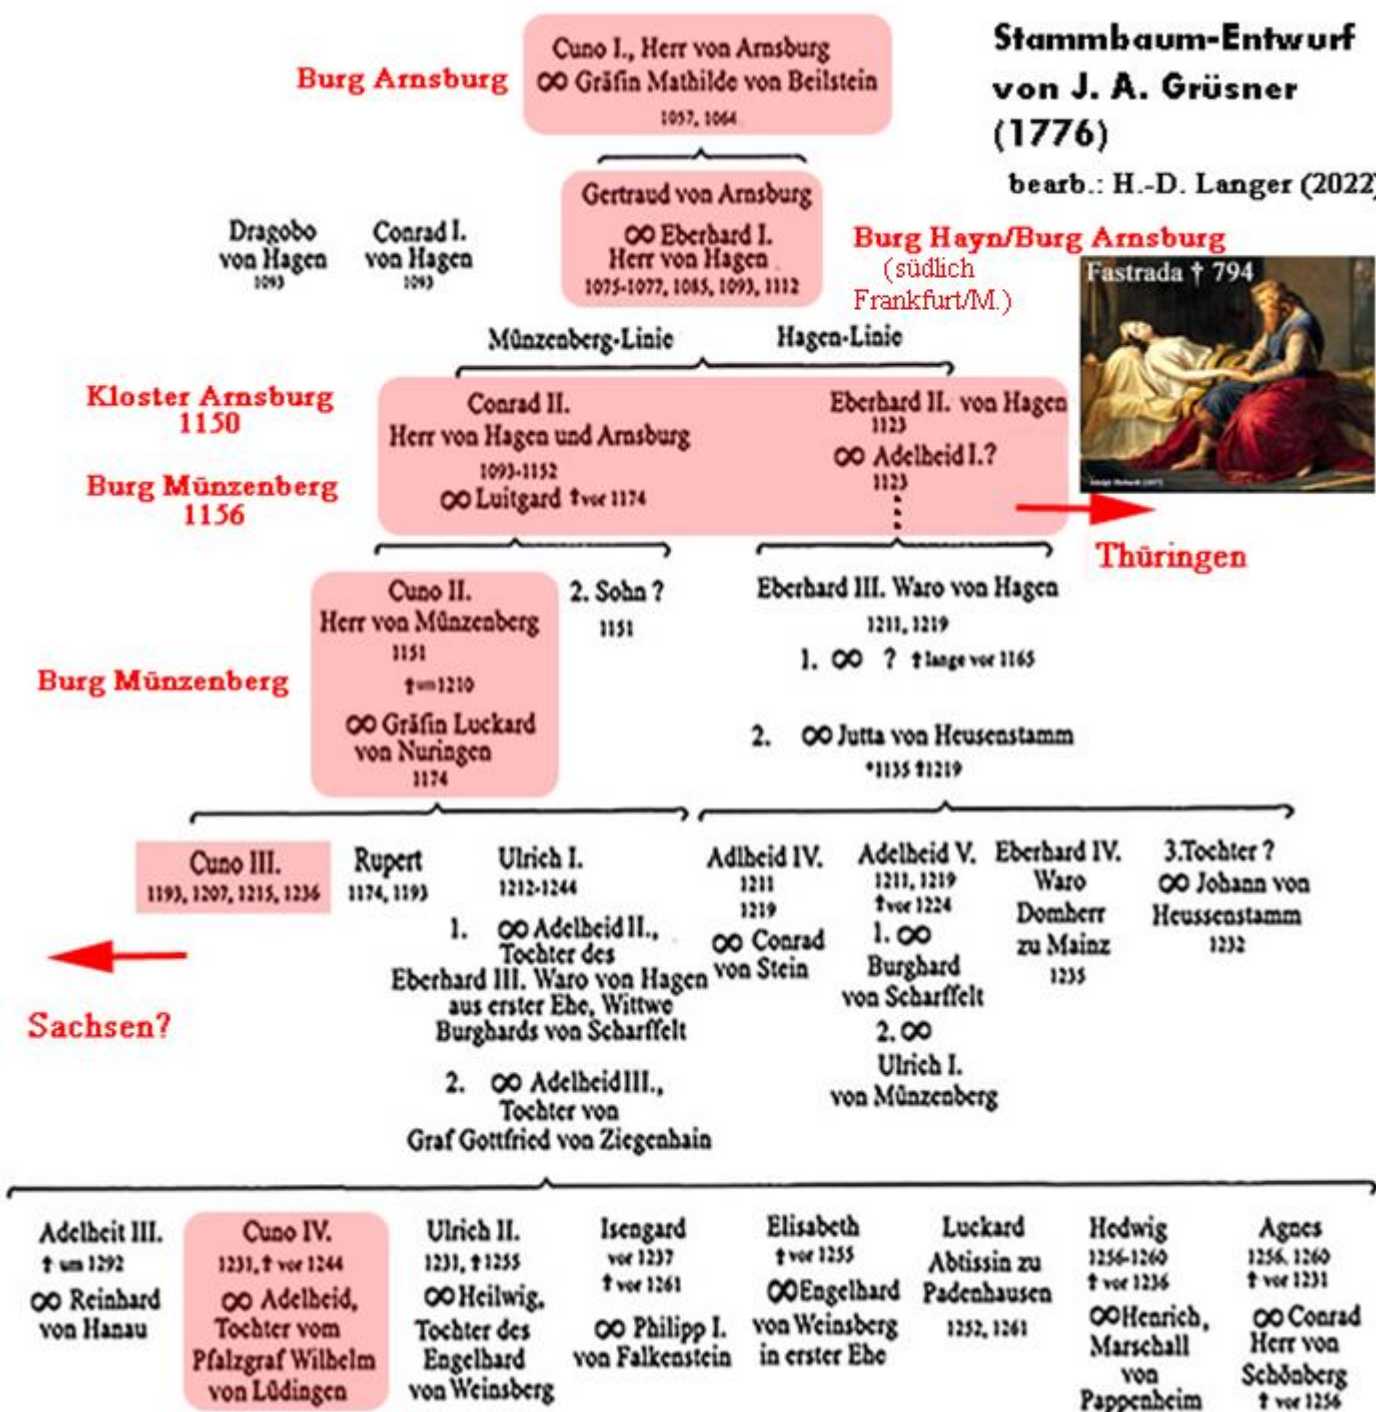 Stammbaum-Entwurf
von J. A. Grüsner
(1776)
bearb.: H.-D. Langer (2022)
Burg Arnsburg
Cuno I., Herr von Arnsburg
∞ Gräfin Mathilde von Beilstein
1057, 1064
Dragobo
von Hagen
1093
Conrad I.
von Hagen
1093
Gertraud von Arnsburg
∞ Eberhard I.
Herr von Hagen
1075-1077, 1085, 1093, 1112
Burg Hayn/Burg Arnsburg
(südlich
Frankfurt/M.)
Fastrada † 794
Münzenberg-Linie
Hagen-Linie
Kloster Arnsburg
1150
Burg Münzenberg
1156
Conrad II.
Herr von Hagen und Arnsburg
1093-1152
∞ Luitgard † vor 1174
Eberhard II. von Hagen
1123
∞ Adelheid I.?
1123
Thüringen
Burg Münzenberg
Cuno II.
Herr von Münzenberg
1151
† um 1210
∞ Gräfin Luckard
von Nuringen
1174
2. Sohn ?
1151
Eberhard III. Waro von Hagen
1211, 1219
1. ∞ ? † lange vor 1165
2. ∞ Jutta von Heusenstamm
*1135 †1219
Cuno III.
1193, 1207, 1215, 1236
Rupert
1174, 1193
Ulrich I.
1212-1244
1. ∞ Adelheid II.,
Tochter des
Eberhard III. Waro von Hagen
aus erster Ehe, Wittwe
Burghards von Scharffelt
2. ∞ Adelheid III.,
Tochter von
Graf Gottfried von Ziegenhain
Adlheid IV.
1211
1219
∞ Conrad
von Stein
Adelheid V.
1211, 1219
† vor 1224
1. ∞
Burghard
von Scharffelt
2. ∞
Ulrich I.
von Münzenberg
Eberhard IV.
Waro
Domherr
zu Mainz
1235
3.Tochter ?
∞ Johann von
Heussenstamm
1232
Sachsen?
Adelheit III.
† um 1292
∞ Reinhard
von Hanau
Cuno IV.
1231, † vor 1244
∞ Adelheid,
Tochter vom
Pfalzgraf Wilhelm
von Lüdingen
Ulrich II.
1231, † 1255
∞ Heilwig,
Tochter des
Engelhard
von Weinsberg
Isengard
vor 1237
† vor 1261
∞ Philipp I.
von Falkenstein
Elisabeth
† vor 1255
∞ Engelhard
von Weinsberg
in erster Ehe
Luckard
Abtissin zu
Padenhausen
1252, 1261
Hedwig
1256-1260
† vor 1236
∞ Henrich,
Marschall
von
Pappenheim
Agnes
1256, 1260
† vor 1231
∞ Conrad
Herr von
Schönberg
† vor 1256